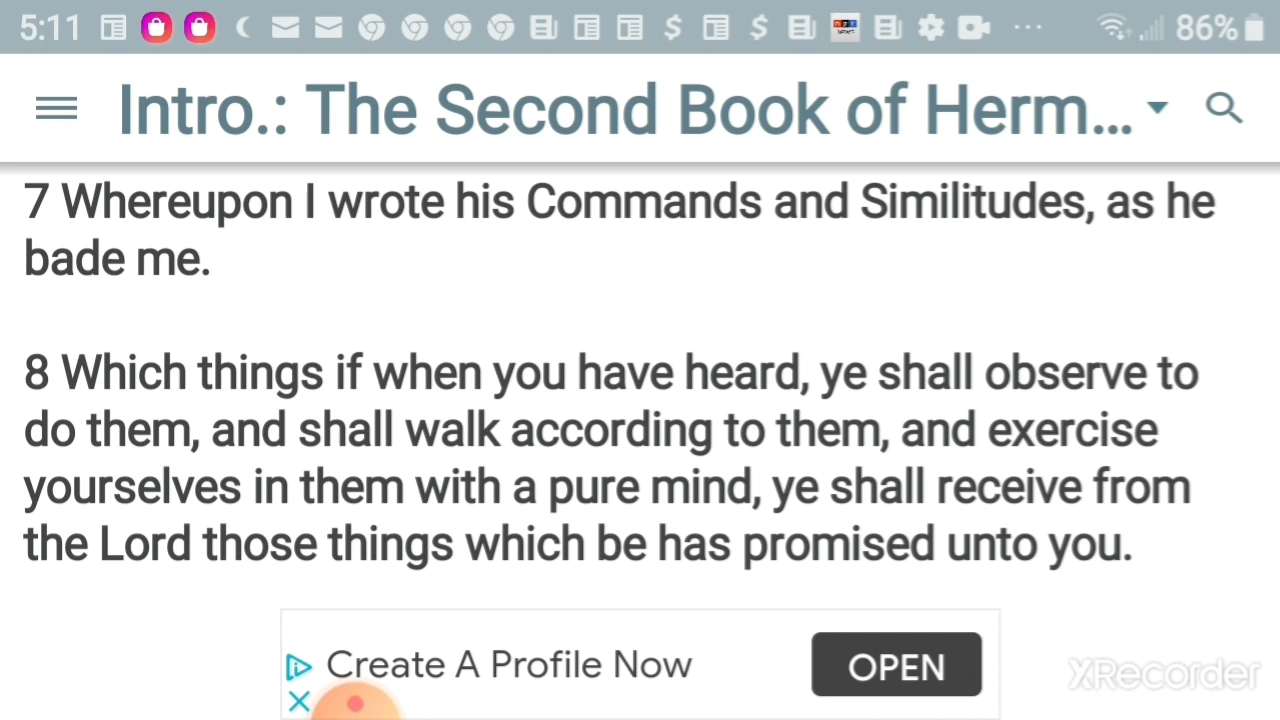 5:11
86%
Intro.: The Second Book of Herm...
7 Whereupon I wrote his Commands and Similitudes, as he
bade me.
8 Which things if when you have heard, ye shall observe to
do them, and shall walk according to them, and exercise
yourselves in them with a pure mind, ye shall receive from
the Lord those things which be has promised unto you.
Create A Profile Now
OPEN
XRecorder